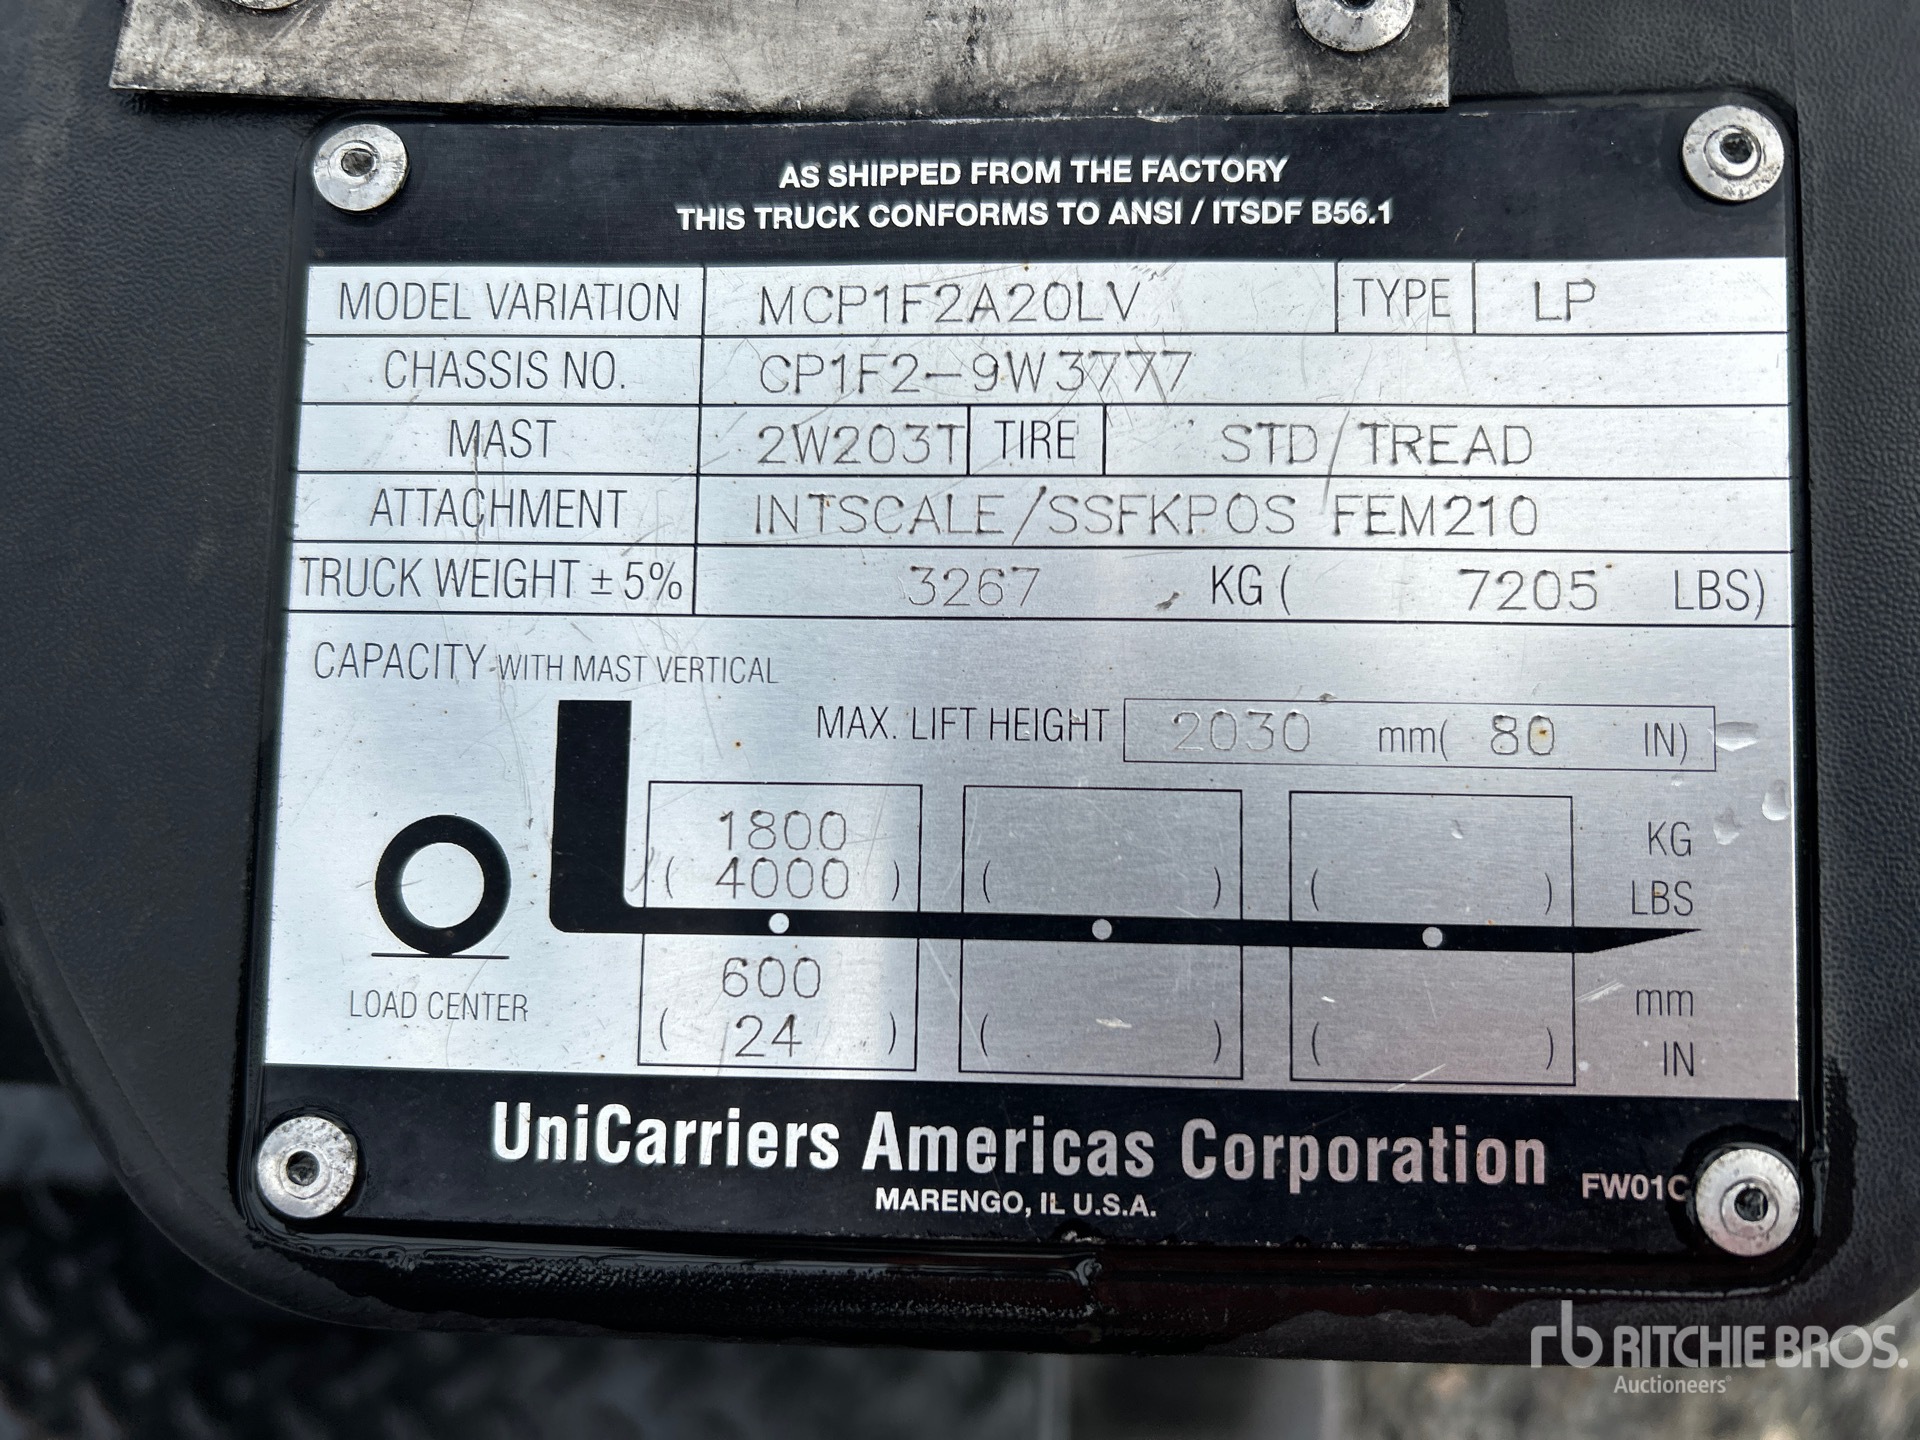 AS SHIPPED FROM THE FACTORY
THIS TRUCK CONFORMS TO ANSI / ITSDF B56.1
MODEL VARIATION MCP1F2A20LV TYPE LP
CHASSIS NO. CP1F2-9W3777
MAST 2W203T TIRE STD/TREAD
ATTACHMENT INTSCALE/SSFKPOS FEM210
TRUCK WEIGHT ± 5% 3267 KG ( 7205 LBS)
CAPACITY-WITH MAST VERTICAL
MAX. LIFT HEIGHT 2030 mm( 80 IN)
1800 KG
( 4000 ) ( ) ( ) LBS
600 mm
LOAD CENTER ( 24 ) ( ) ( ) IN
UniCarriers Americas Corporation FW01C
MARENGO, IL U.S.A.
rb RITCHIE BROS.
Auctioneers